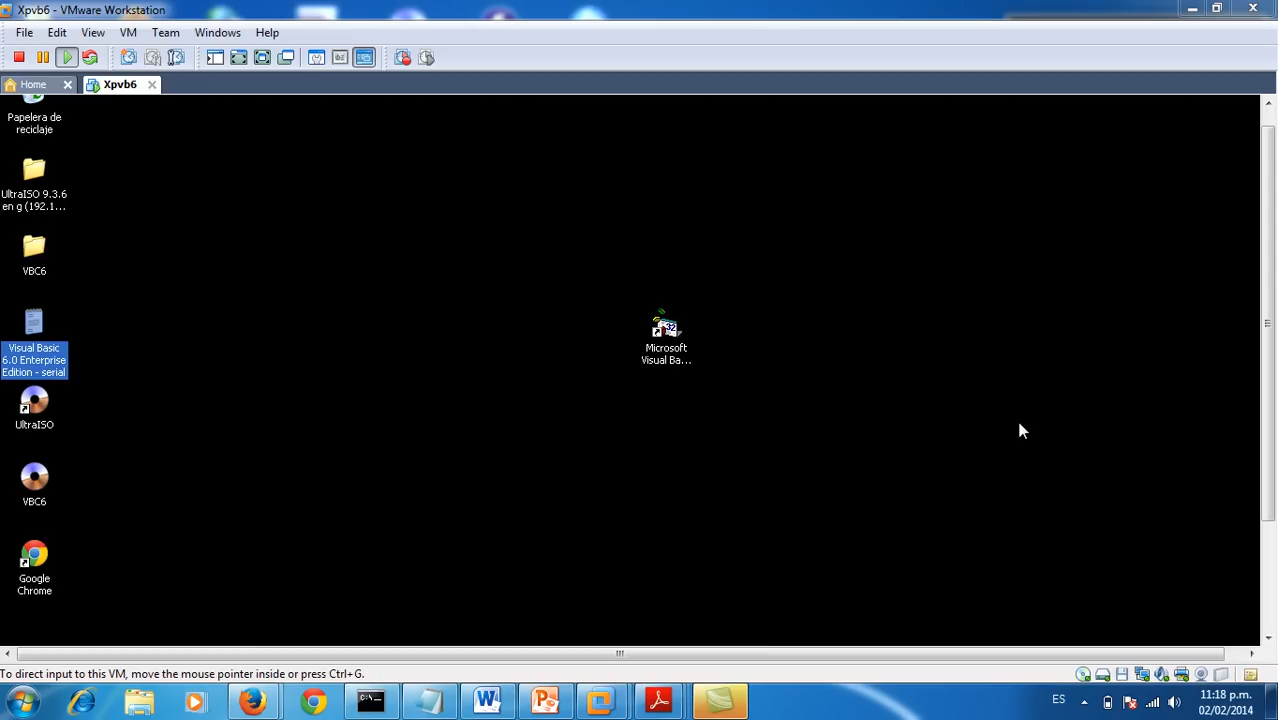 Xpvb6 - VMware Workstation
File Edit View VM Team Windows Help
Home Xpvb6
Papelera de
reciclaje
UltraISO 9.3.6
en g (192.1...
VBC6
Visual Basic
6.0 Enterprise
Edition - serial
UltraISO
VBC6
Google
Chrome
32
Microsoft
Visual Ba...
To direct input to this VM, move the mouse pointer inside or press Ctrl+G.
ES
11:18 p.m.
02/02/2014